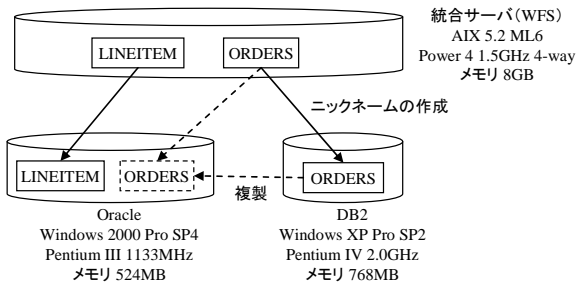 統合サーバ(WFS)
AIX 5.2 ML6
Power 4 1.5GHz 4-way
メモリ 8GB
LINEITEM
ORDERS
ニックネームの作成
LINEITEM
ORDERS
ORDERS
複製
Oracle
Windows 2000 Pro SP4
Pentium III 1133MHz
メモリ 524MB
DB2
Windows XP Pro SP2
Pentium IV 2.0GHz
メモリ 768MB